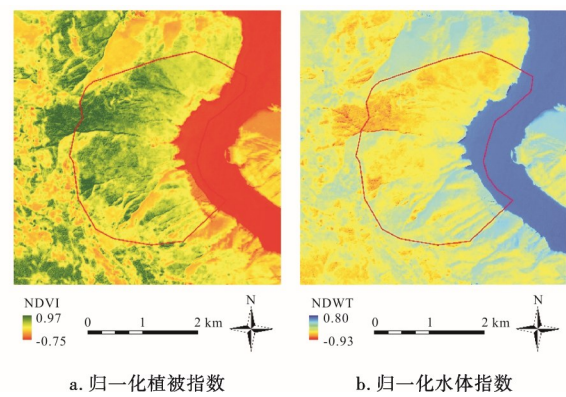 NDVI
0.97
-0.75
0 1 2 km
N
a. 归一化植被指数
NDWT
0.80
-0.93
0 1 2 km
N
b. 归一化水体指数